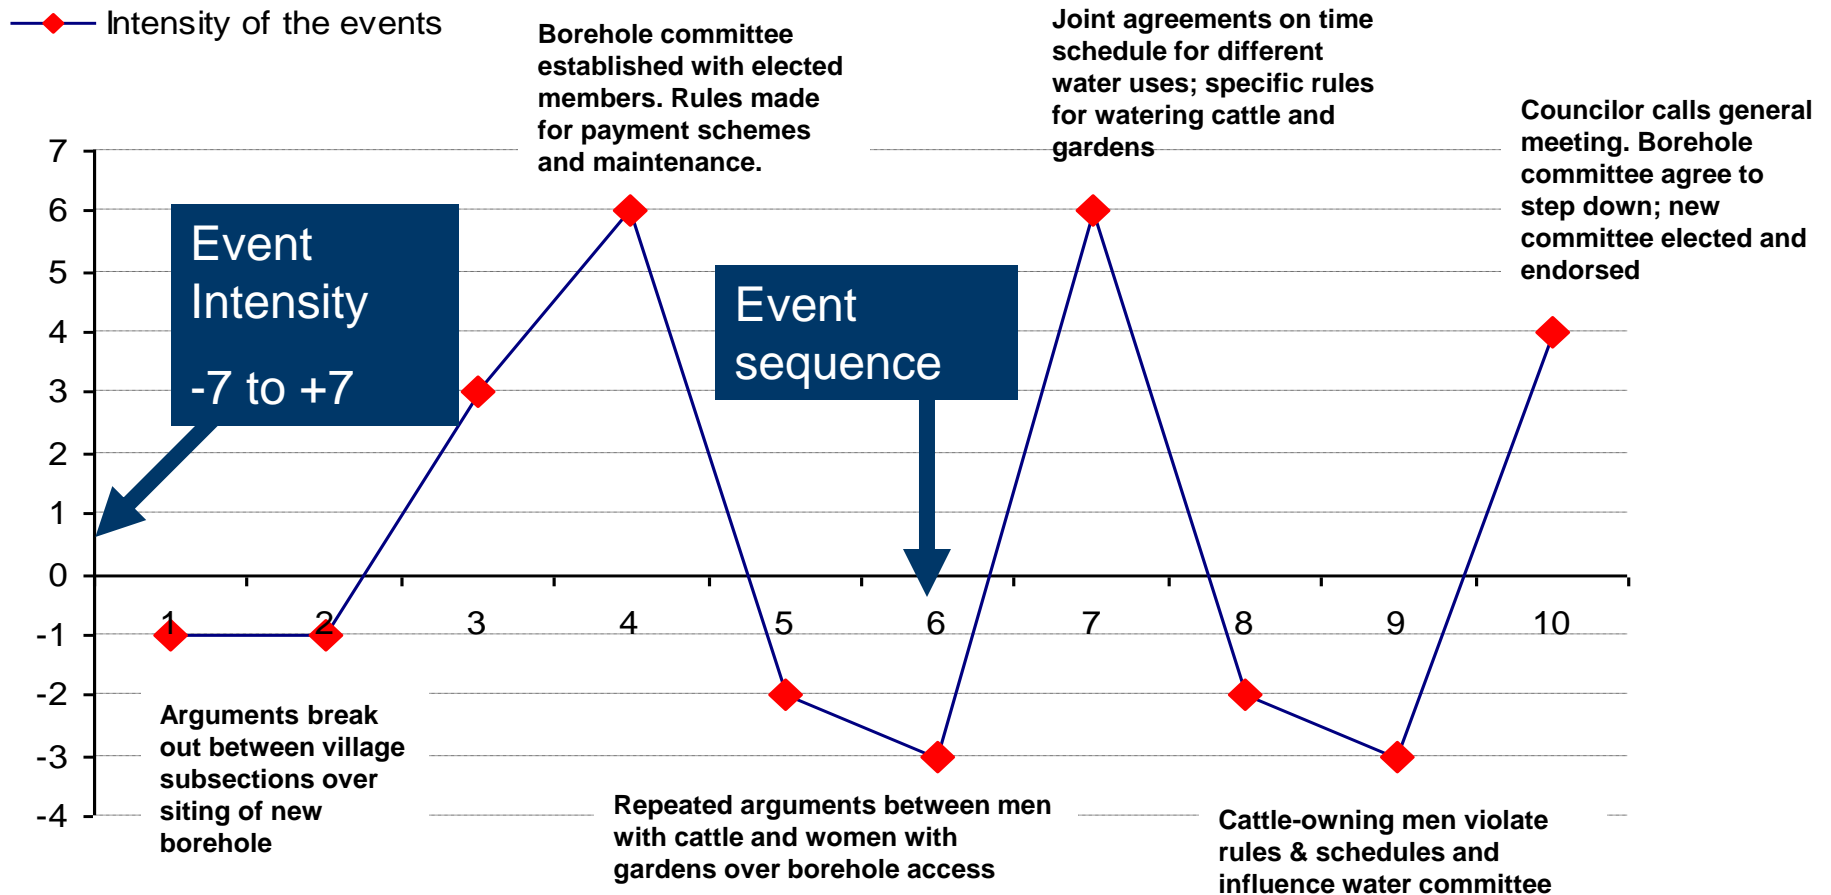 Intensity of the events
Borehole committee
established with elected
members. Rules made
for payment schemes
and maintenance.
Joint agreements on time
schedule for different
water uses; specific rules
for watering cattle and
gardens
Councilor calls general
meeting. Borehole
committee agree to
step down; new
committee elected and
endorsed
Event
Intensity
-7 to +7
Event
sequence
7
6
5
4
3
2
1
0
-1
-2
-3
-4
1 2 3 4 5 6 7 8 9 10
Arguments break
out between village
subsections over
siting of new
borehole
Repeated arguments between men
with cattle and women with
gardens over borehole access
Cattle-owning men violate
rules & schedules and
influence water committee